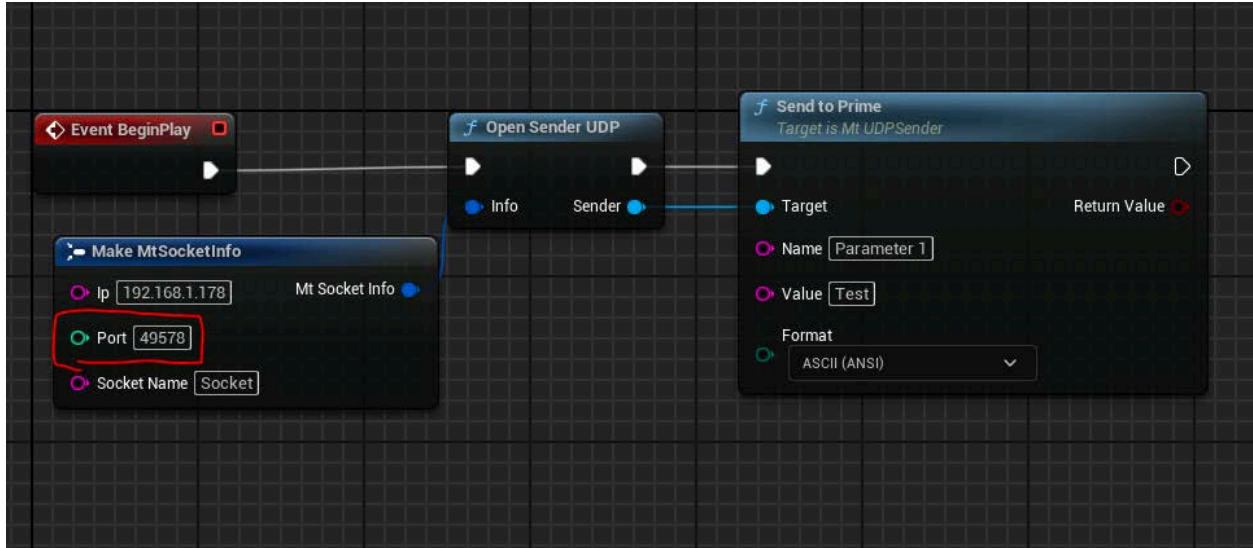 Event BeginPlay
Open Sender UDP
Info
Sender
Send to Prime
Target is Mt UDPSender
Target
Return Value
Name Parameter 1
Value Test
Format
ASCII (ANSI)
Make MtSocketInfo
Ip 192.168.1.178
Mt Socket Info
Port 49578
Socket Name Socket